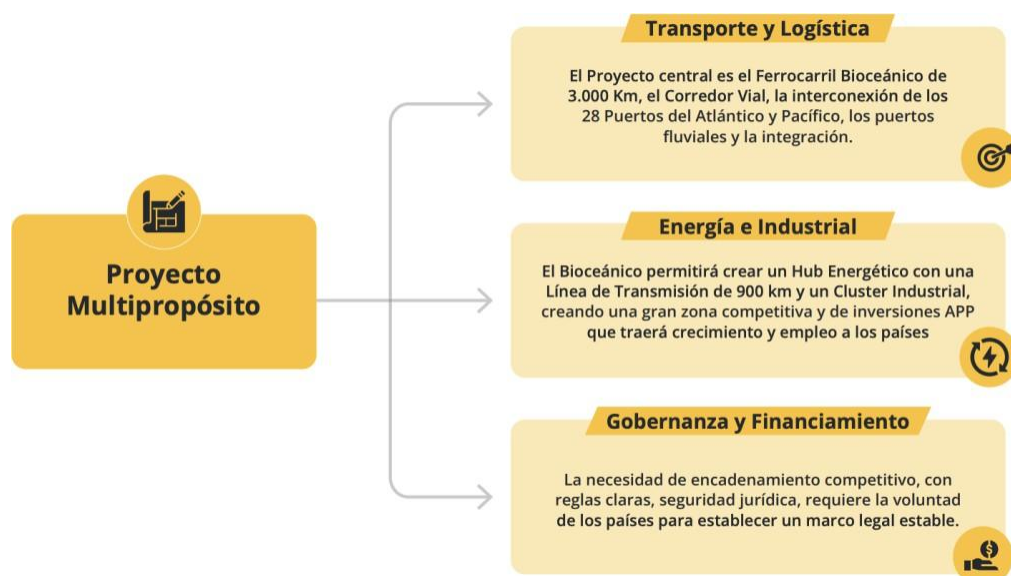 Proyecto
Multipropósito
Transporte y Logística
El Proyecto central es el Ferrocarril Bioceánico de
3.000 Km, el Corredor Vial, la interconexión de los
28 Puertos del Atlántico y Pacífico, los puertos
fluviales y la integración.
Energía e Industrial
El Bioceánico permitirá crear un Hub Energético con una
Línea de Transmisión de 900 km y un Cluster Industrial,
creando una gran zona competitiva y de inversiones APP
que traerá crecimiento y empleo a los países
Gobernanza y Financiamiento
La necesidad de encadenamiento competitivo, con
reglas claras, seguridad jurídica, requiere la voluntad
de los países para establecer un marco legal estable.
$